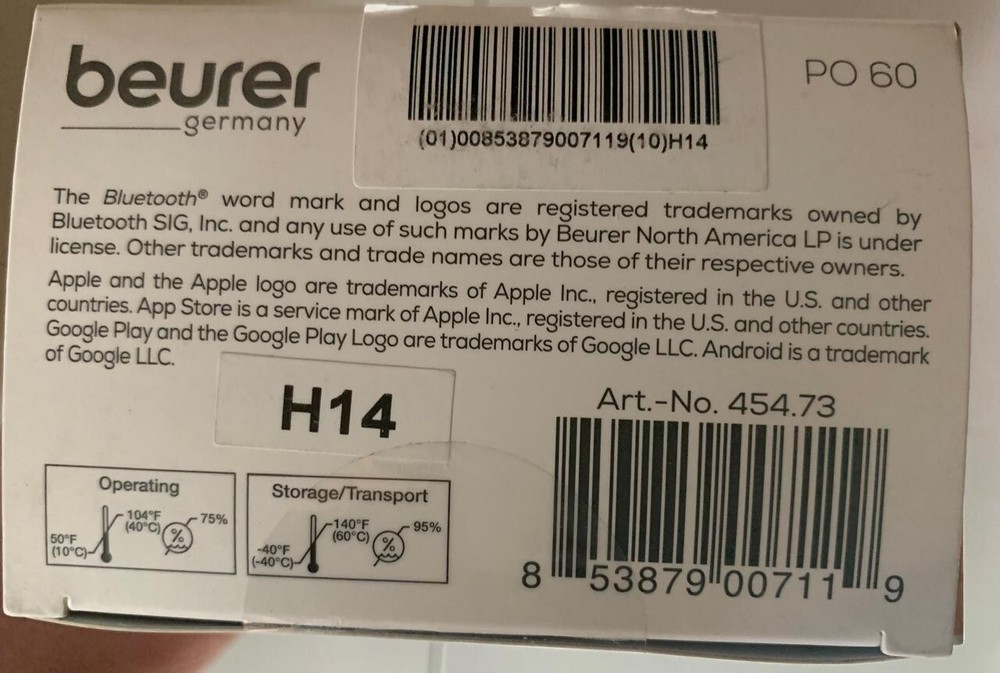 beurer
germany
(01)00853879007119(10)H14
PO 60
The Bluetooth® word mark and logos are registered trademarks owned by
Bluetooth SIG, Inc. and any use of such marks by Beurer North America LP is under
license. Other trademarks and trade names are those of their respective owners.
Apple and the Apple logo are trademarks of Apple Inc., registered in the U.S. and other
countries. App Store is a service mark of Apple Inc., registered in the U.S. and other countries.
Google Play and the Google Play Logo are trademarks of Google LLC. Android is a trademark
of Google LLC.
H14
Art.-No. 454.73
Operating
104°F
(40°C)
75%
%
50°F
(10°C)
Storage/Transport
140°F
(60°C)
95%
%
-40°F
(-40°C)
8 53879 00711 9